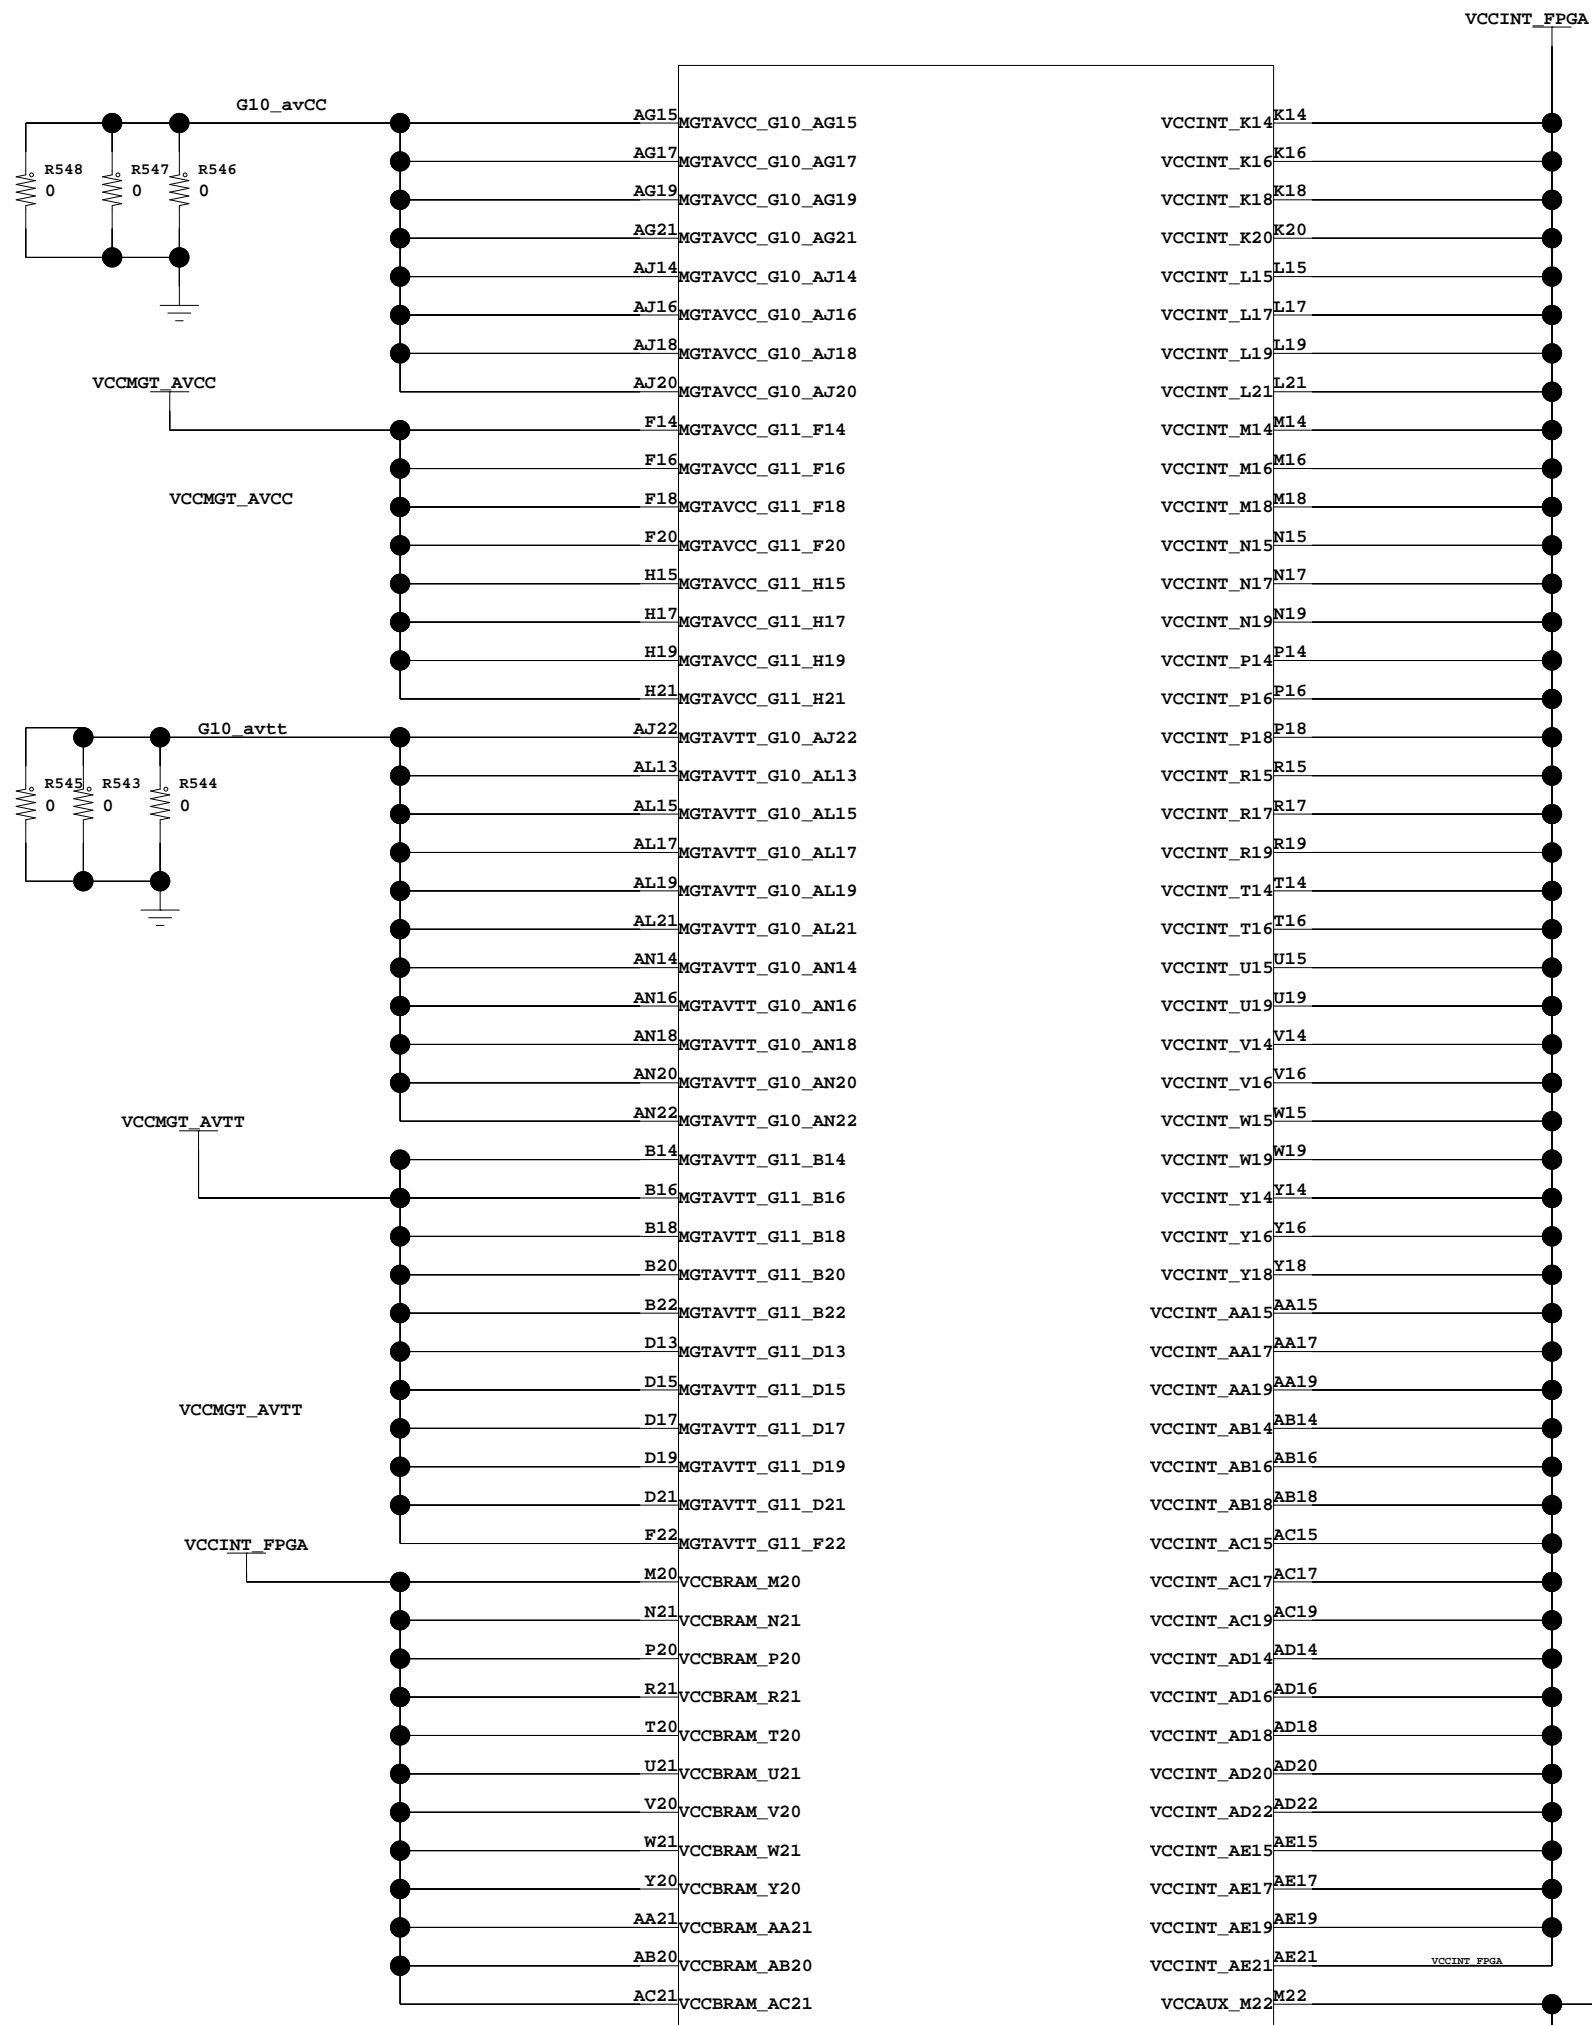 VCCINT_FPGA
G10_avCC
R548
0
R547
0
R546
0
VCCMGT_AVCC
VCCMGT_AVCC
G10_avtt
R545
0
R543
0
R544
0
VCCMGT_AVTT
VCCMGT_AVTT
VCCINT_FPGA
AG15 MGTAVCC_G10_AG15
AG17 MGTAVCC_G10_AG17
AG19 MGTAVCC_G10_AG19
AG21 MGTAVCC_G10_AG21
AJ14 MGTAVCC_G10_AJ14
AJ16 MGTAVCC_G10_AJ16
AJ18 MGTAVCC_G10_AJ18
AJ20 MGTAVCC_G10_AJ20
F14 MGTAVCC_G11_F14
F16 MGTAVCC_G11_F16
F18 MGTAVCC_G11_F18
F20 MGTAVCC_G11_F20
H15 MGTAVCC_G11_H15
H17 MGTAVCC_G11_H17
H19 MGTAVCC_G11_H19
H21 MGTAVCC_G11_H21
AJ22 MGTAVTT_G10_AJ22
AL13 MGTAVTT_G10_AL13
AL15 MGTAVTT_G10_AL15
AL17 MGTAVTT_G10_AL17
AL19 MGTAVTT_G10_AL19
AL21 MGTAVTT_G10_AL21
AN14 MGTAVTT_G10_AN14
AN16 MGTAVTT_G10_AN16
AN18 MGTAVTT_G10_AN18
AN20 MGTAVTT_G10_AN20
AN22 MGTAVTT_G10_AN22
B14 MGTAVTT_G11_B14
B16 MGTAVTT_G11_B16
B18 MGTAVTT_G11_B18
B20 MGTAVTT_G11_B20
B22 MGTAVTT_G11_B22
D13 MGTAVTT_G11_D13
D15 MGTAVTT_G11_D15
D17 MGTAVTT_G11_D17
D19 MGTAVTT_G11_D19
D21 MGTAVTT_G11_D21
F22 MGTAVTT_G11_F22
M20 VCCBRAM_M20
N21 VCCBRAM_N21
P20 VCCBRAM_P20
R21 VCCBRAM_R21
T20 VCCBRAM_T20
U21 VCCBRAM_U21
V20 VCCBRAM_V20
W21 VCCBRAM_W21
Y20 VCCBRAM_Y20
AA21 VCCBRAM_AA21
AB20 VCCBRAM_AB20
AC21 VCCBRAM_AC21
VCCINT_K14 K14
VCCINT_K16 K16
VCCINT_K18 K18
VCCINT_K20 K20
VCCINT_L15 L15
VCCINT_L17 L17
VCCINT_L19 L19
VCCINT_L21 L21
VCCINT_M14 M14
VCCINT_M16 M16
VCCINT_M18 M18
VCCINT_N15 N15
VCCINT_N17 N17
VCCINT_N19 N19
VCCINT_P14 P14
VCCINT_P16 P16
VCCINT_P18 P18
VCCINT_R15 R15
VCCINT_R17 R17
VCCINT_R19 R19
VCCINT_T14 T14
VCCINT_T16 T16
VCCINT_U15 U15
VCCINT_U19 U19
VCCINT_V14 V14
VCCINT_V16 V16
VCCINT_W15 W15
VCCINT_W19 W19
VCCINT_Y14 Y14
VCCINT_Y16 Y16
VCCINT_Y18 Y18
VCCINT_AA15 AA15
VCCINT_AA17 AA17
VCCINT_AA19 AA19
VCCINT_AB14 AB14
VCCINT_AB16 AB16
VCCINT_AB18 AB18
VCCINT_AC15 AC15
VCCINT_AC17 AC17
VCCINT_AC19 AC19
VCCINT_AD14 AD14
VCCINT_AD16 AD16
VCCINT_AD18 AD18
VCCINT_AD20 AD20
VCCINT_AD22 AD22
VCCINT_AE15 AE15
VCCINT_AE17 AE17
VCCINT_AE19 AE19
VCCINT_AE21 AE21 VCCINT_FPGA
VCCAUX_M22 M22